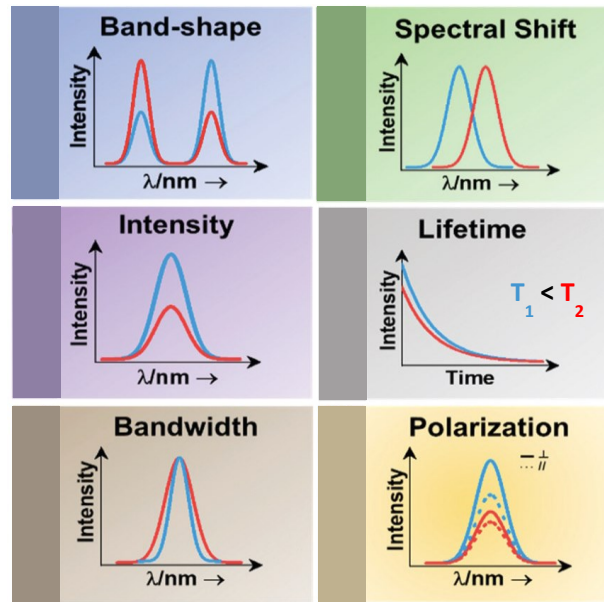 Band-shape
Intensity
λ/nm →
Spectral Shift
Intensity
λ/nm →
Intensity
Intensity
λ/nm →
Lifetime
Intensity
T₁ < T₂
Time
Bandwidth
Intensity
λ/nm →
Polarization
— ⊥
... //
Intensity
λ/nm →